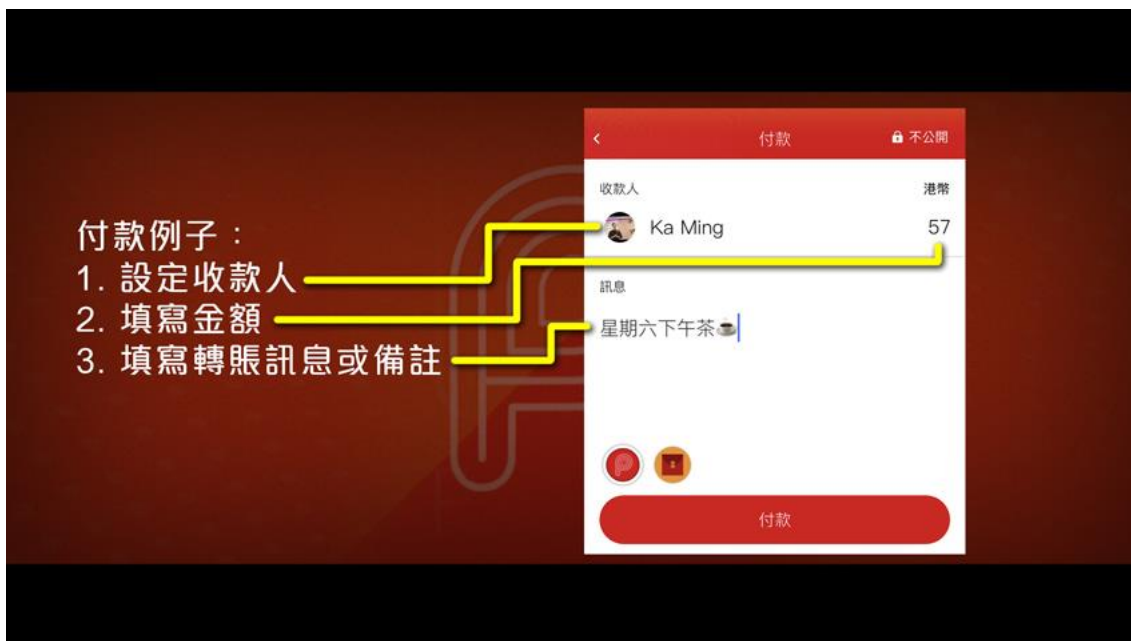 付款例子：
1. 設定收款人
2. 填寫金額
3. 填寫轉賬訊息或備註
付款
不公開
收款人
港幣
Ka Ming
57
訊息
星期六下午茶☕
付款